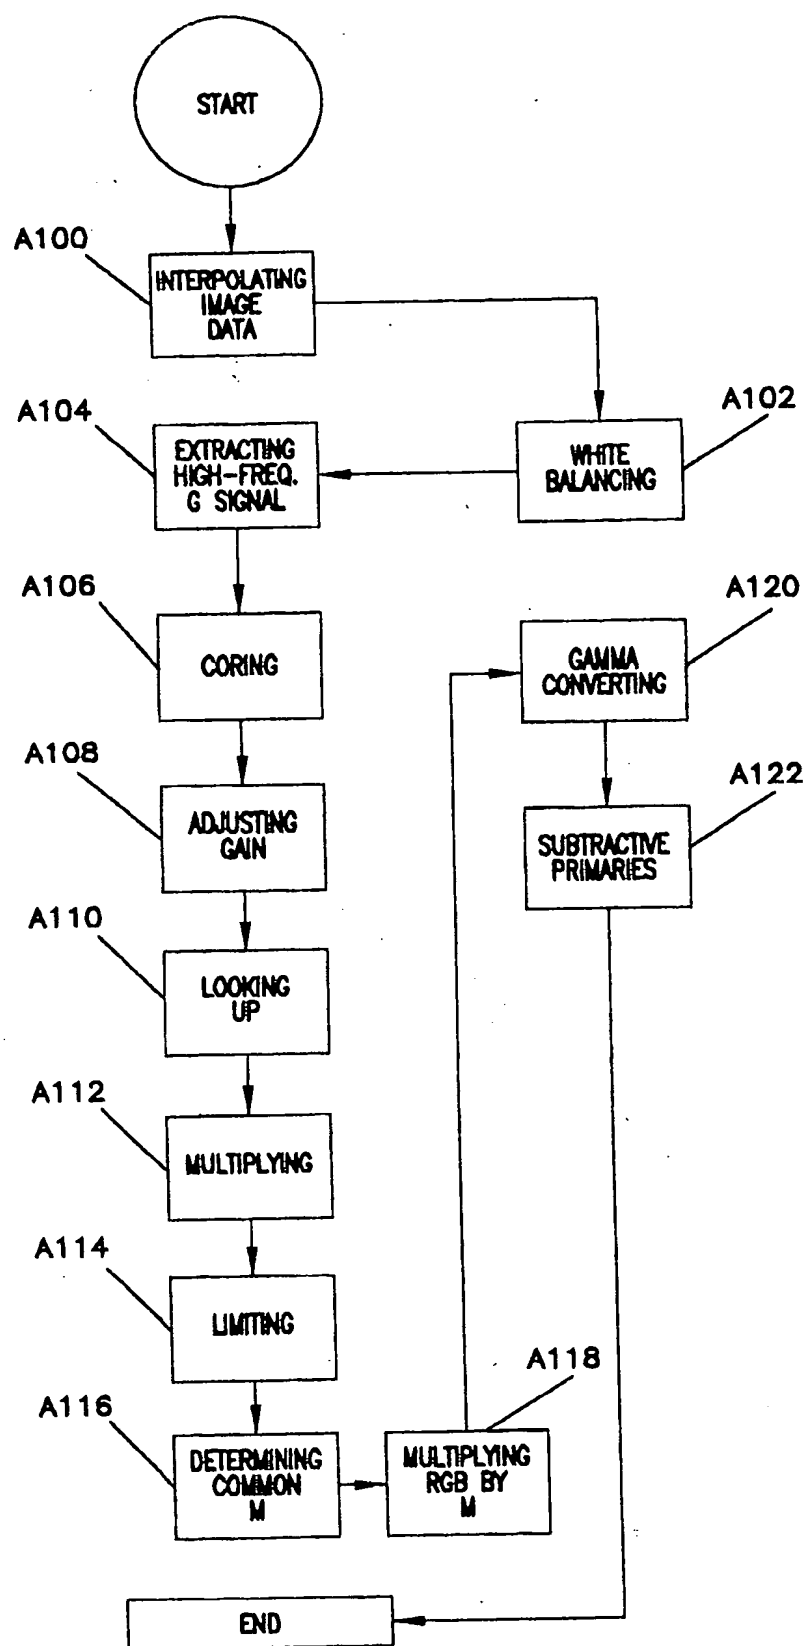 START
A100
INTERPOLATING
IMAGE
DATA
A102
WHITE
BALANCING
A104
EXTRACTING
HIGH-FREQ.
G SIGNAL
A106
CORING
A108
ADJUSTING
GAIN
A110
LOOKING
UP
A112
MULTIPLYING
A114
LIMITING
A116
DETERMINING
COMMON
M
A118
MULTIPLYING
RGB BY
M
A120
GAMMA
CONVERTING
A122
SUBTRACTIVE
PRIMARIES
END